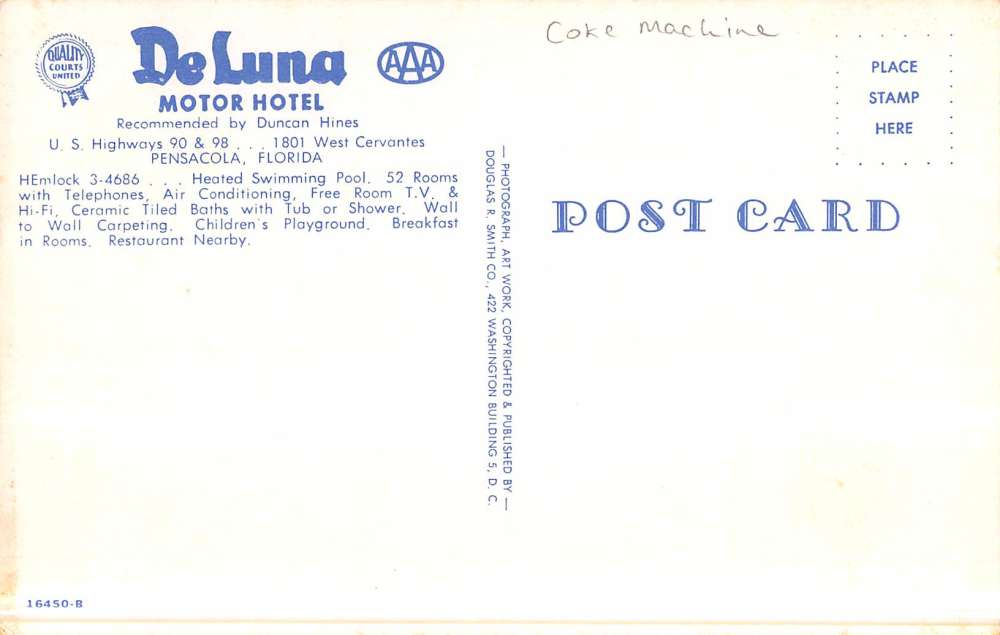 Coke Machine
QUALITY
COURTS
UNITED
De Luna
AAA
MOTOR HOTEL
Recommended by Duncan Hines
U. S. Highways 90 & 98 . . . 1801 West Cervantes
PENSACOLA, FLORIDA
HEmlock 3-4686 . . . Heated Swimming Pool. 52 Rooms
with Telephones, Air Conditioning, Free Room T.V. &
Hi-Fi, Ceramic Tiled Baths with Tub or Shower, Wall
to Wall Carpeting. Children's Playground. Breakfast
in Rooms. Restaurant Nearby.
— PHOTOGRAPH, ART WORK, COPYRIGHTED & PUBLISHED BY —
DOUGLAS R. SMITH CO., 422 WASHINGTON BUILDING 5, D. C.
PLACE
STAMP
HERE
POST CARD
16450-B